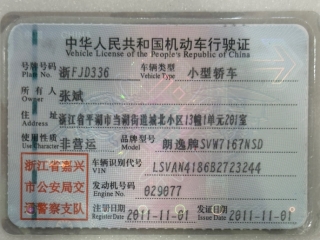 中华人民共和国机动车行驶证
Vehicle License of the People's Republic of China
号牌号码 浙FJD336 车辆类型 小型轿车
Plate No. Vehicle Type
所有人 张斌
Owner
住址 浙江省平湖市当湖街道城北小区13幢1单元201室
Address
使用性质 非营运 品牌型号 朗逸牌SVW7167NSD
Use Character Model
浙江省嘉兴 车辆识别代号 LSVAN4186B2723244
VIN
市公安局交 发动机号码 029077
Engine No.
迅警察支队 注册日期 2011-11-01 发证日期 2011-11-01
Register Date Issue Date